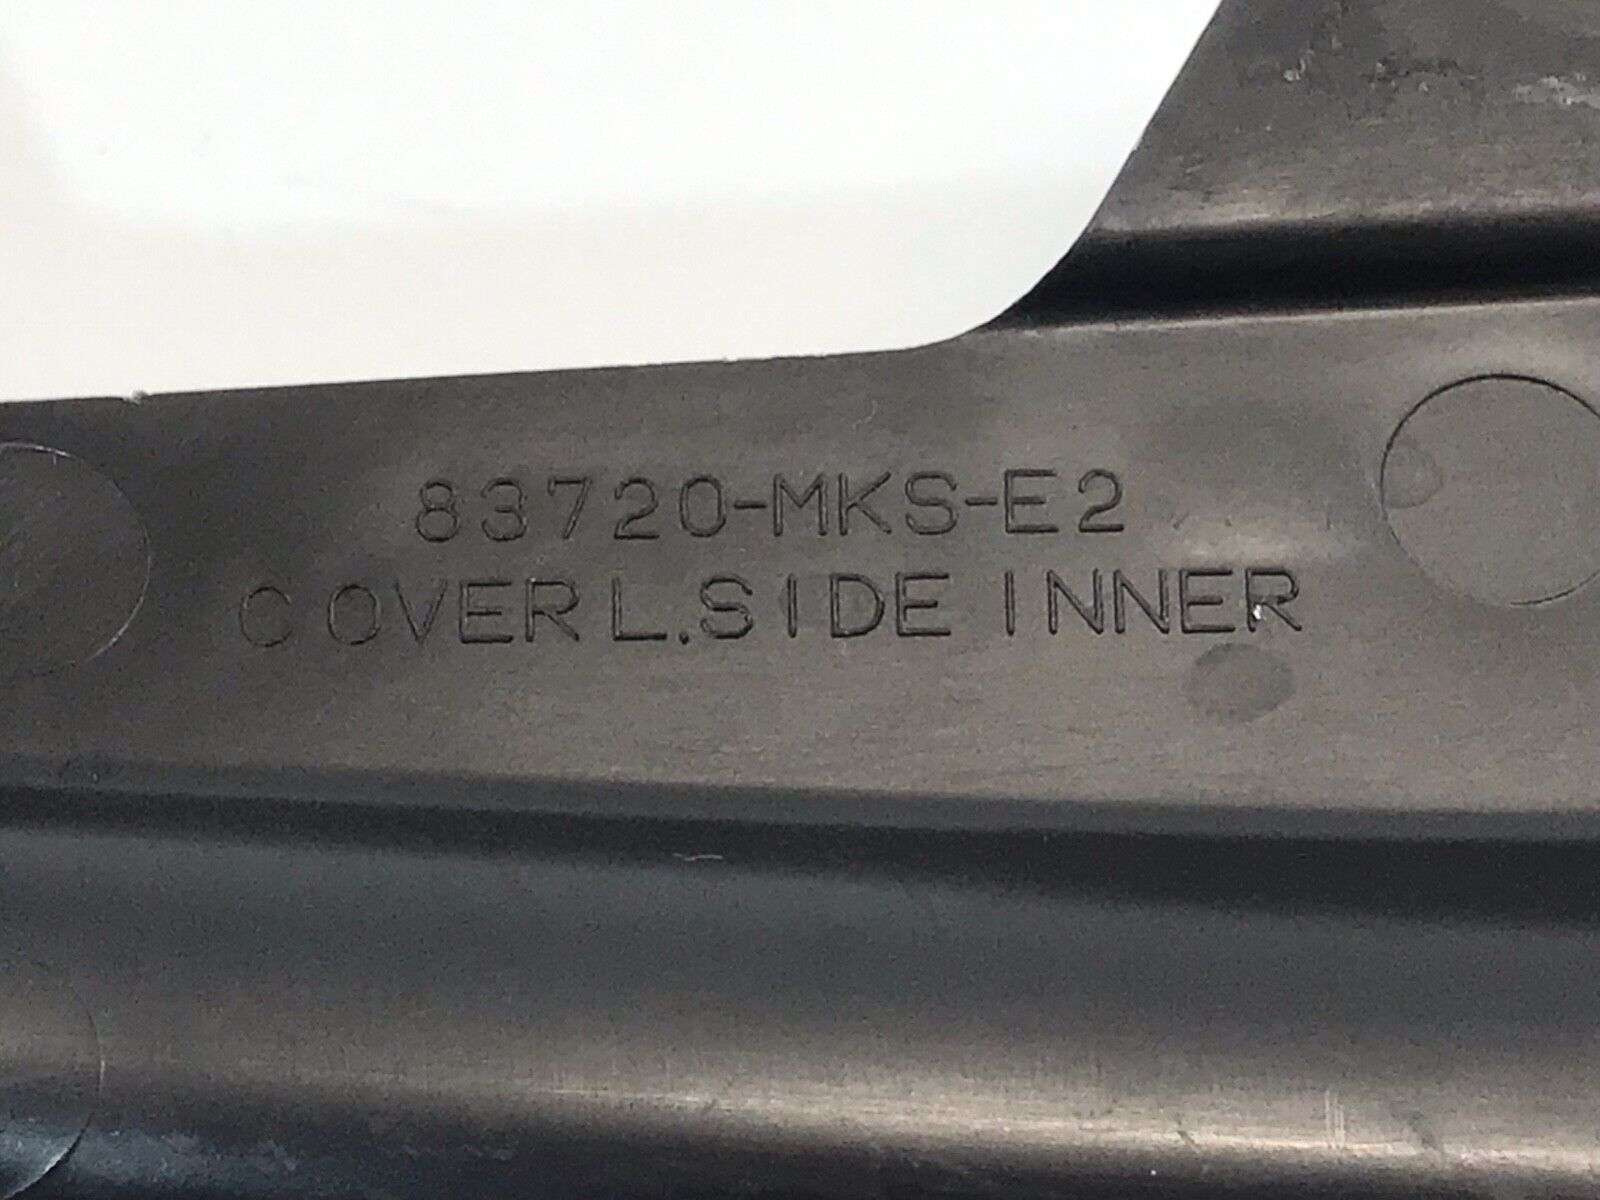 83720-MKS-E2
COVER L.SIDE INNER